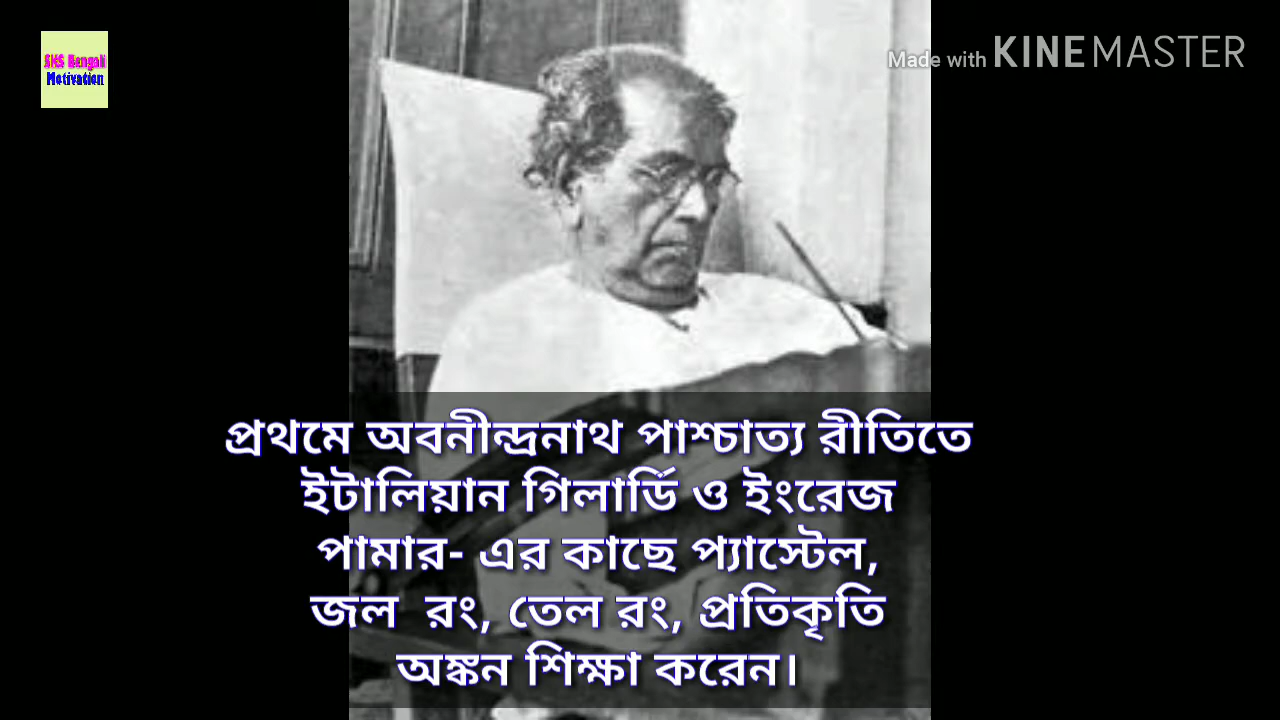 SKS Bengali
Motivation
Made with KINEMASTER
প্রথমে অবনীন্দ্রনাথ পাশ্চাত্য রীতিতে
ইটালিয়ান গিলার্ডি ও ইংরেজ
পামার- এর কাছে প্যাস্টেল,
জল রং, তেল রং, প্রতিকৃতি
অঙ্কন শিক্ষা করেন।